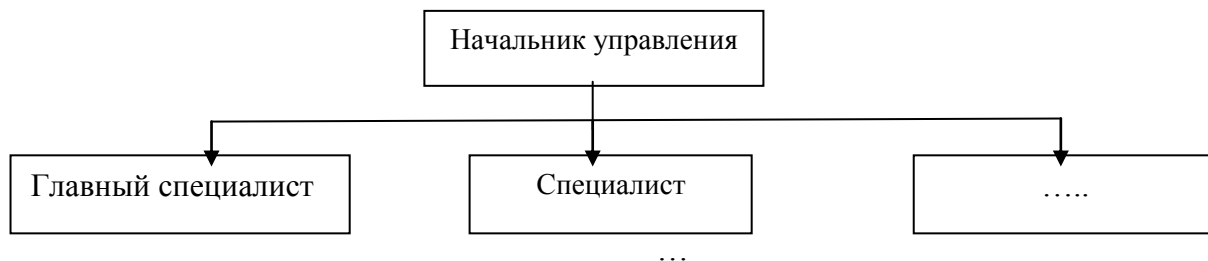 Начальник управления
Главный специалист
Специалист
…..
…